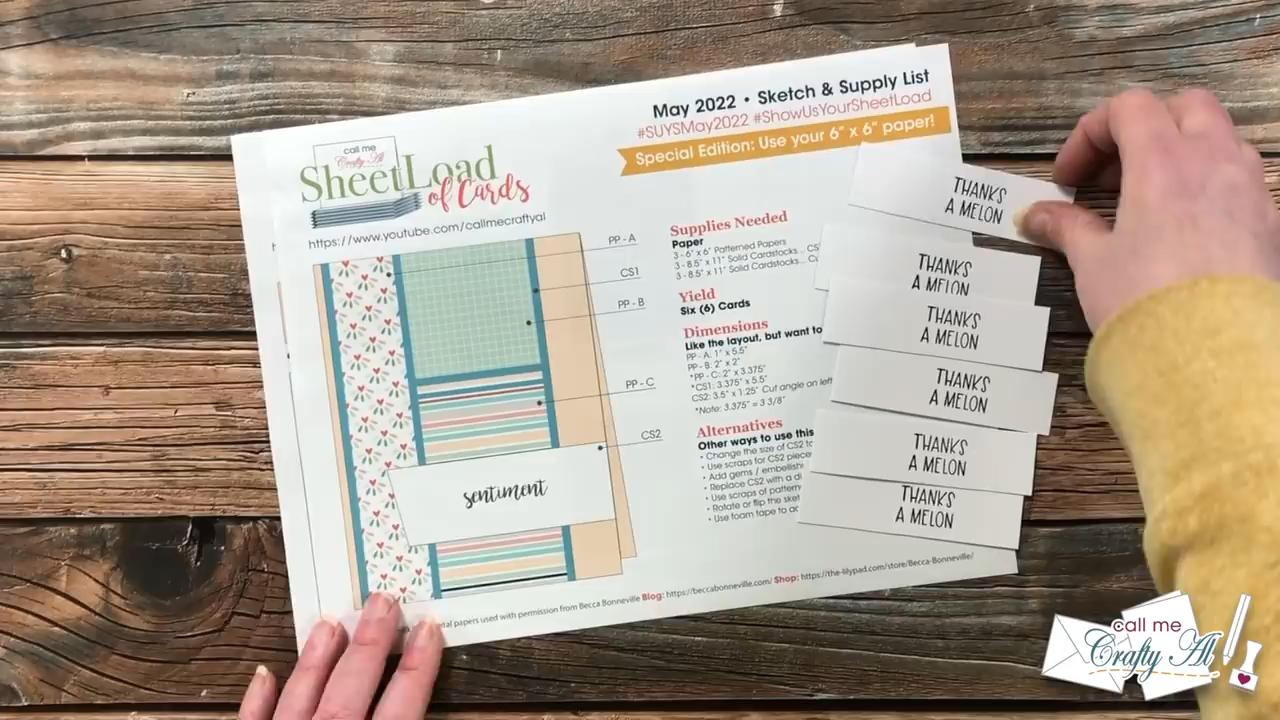 May 2022 • Sketch & Supply List
#SUYSMay2022 #ShowUsYourSheetLoad
Special Edition: Use your 6" x 6" paper!
call me
Crafty Al
SheetLoad
of Cards
https://www.youtube.com/callmecraftyal
PP - A
CS1
PP - B
PP - C
CS2
sentiment
Supplies Needed
Paper
3 - 6" x 6" Patterned Papers
3 - 8.5" x 11" Solid Cardstocks... CS
3 - 8.5" x 11" Solid Cardstocks...
Yield
Six (6) Cards
Dimensions
Like the layout, but want to
PP - A: 1" x 5.5"
PP - B: 2" x 2"
*PP - C: 2" x 3.375"
*CS1: 3.375" x 5.5"
CS2: 3.5" x 1.25" Cut angle on left
*Note: 3.375" = 3 3/8"
Alternatives
Other ways to use this
• Change the size of CS2 to
• Use scraps for CS2 piece
• Add gems / embellish
• Replace CS2 with a di
• Use scraps of pattern
• Rotate or flip the sket
• Use foam tape to ad
papers used with permission from Becca Bonneville Blog: https://beccabonneville.com/ Shop: https://the-lilypad.com/store/Becca-Bonneville/
THANKS
A MELON
THANKS
A MELON
THANKS
A MELON
THANKS
A MELON
THANKS
A MELON
THANKS
A MELON
call me
Crafty Al!